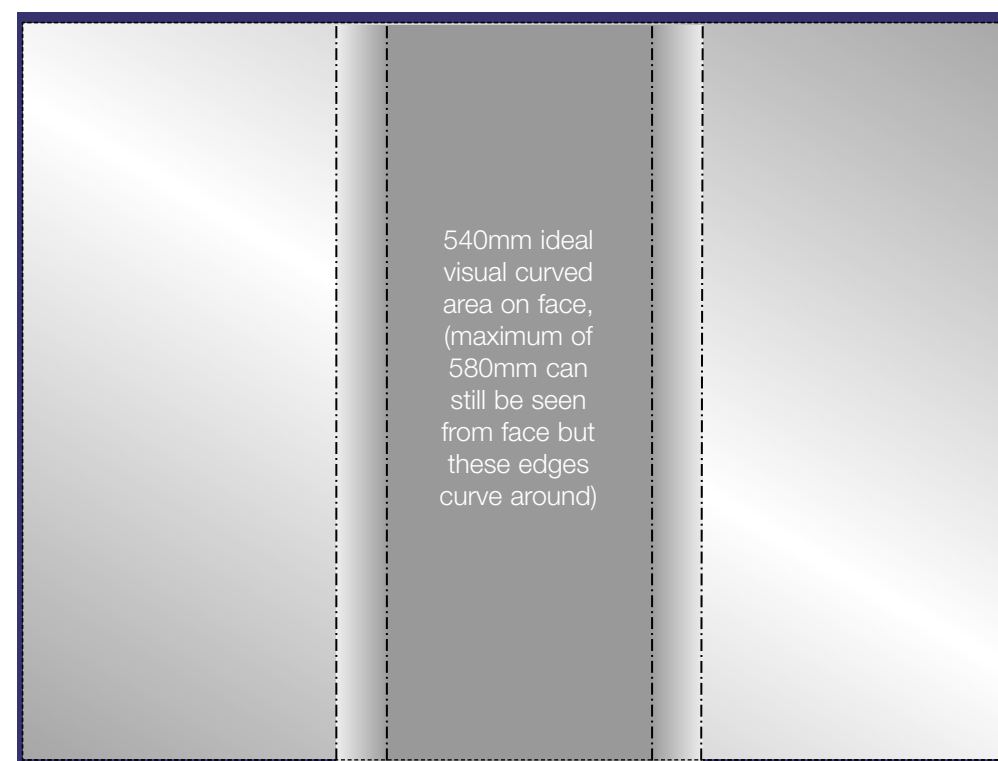 540mm ideal
visual curved
area on face,
(maximum of
580mm can
still be seen
from face but
these edges
curve around)